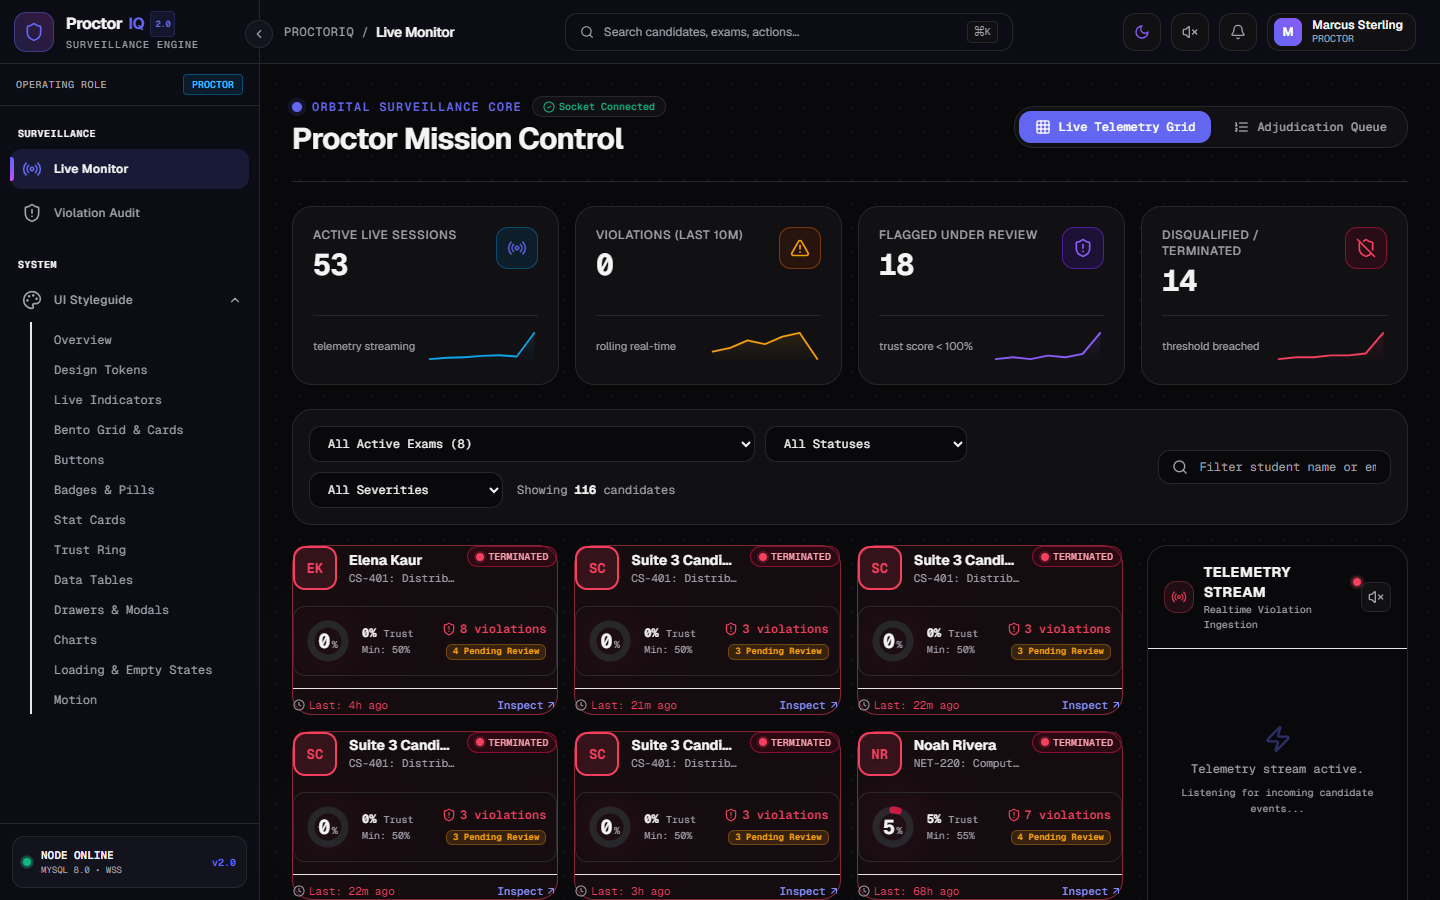 Proctor IQ 2.0
SURVEILLANCE ENGINE
OPERATING ROLE
PROCTOR
SURVEILLANCE
Live Monitor
Violation Audit
SYSTEM
UI Styleguide
Overview
Design Tokens
Live Indicators
Bento Grid & Cards
Buttons
Badges & Pills
Stat Cards
Trust Ring
Data Tables
Drawers & Modals
Charts
Loading & Empty States
Motion
NODE ONLINE
MYSQL 8.0 • WSS
v2.0
PROCTORIQ / Live Monitor
Search candidates, exams, actions...
⌘K
M
Marcus Sterling
PROCTOR
ORBITAL SURVEILLANCE CORE
Socket Connected
Proctor Mission Control
Live Telemetry Grid
Adjudication Queue
ACTIVE LIVE SESSIONS
53
telemetry streaming
VIOLATIONS (LAST 10M)
0
rolling real-time
FLAGGED UNDER REVIEW
18
trust score < 100%
DISQUALIFIED /
TERMINATED
14
threshold breached
All Active Exams (8)
All Statuses
All Severities
Showing 116 candidates
Filter student name or em
EK
Elena Kaur
TERMINATED
CS-401: Distrib…
0%
0% Trust
Min: 50%
8 violations
4 Pending Review
Last: 4h ago
Inspect
SC
Suite 3 Candi…
TERMINATED
CS-401: Distrib…
0%
0% Trust
Min: 50%
3 violations
3 Pending Review
Last: 21m ago
Inspect
SC
Suite 3 Candi…
TERMINATED
CS-401: Distrib…
0%
0% Trust
Min: 50%
3 violations
3 Pending Review
Last: 22m ago
Inspect
SC
Suite 3 Candi…
TERMINATED
CS-401: Distrib…
0%
0% Trust
Min: 50%
3 violations
3 Pending Review
Last: 22m ago
Inspect
SC
Suite 3 Candi…
TERMINATED
CS-401: Distrib…
0%
0% Trust
Min: 50%
3 violations
3 Pending Review
Last: 3h ago
Inspect
NR
Noah Rivera
TERMINATED
NET-220: Comput…
5%
5% Trust
Min: 55%
7 violations
4 Pending Review
Last: 68h ago
Inspect
TELEMETRY
STREAM
Realtime Violation
Ingestion
Telemetry stream active.
Listening for incoming candidate
events...